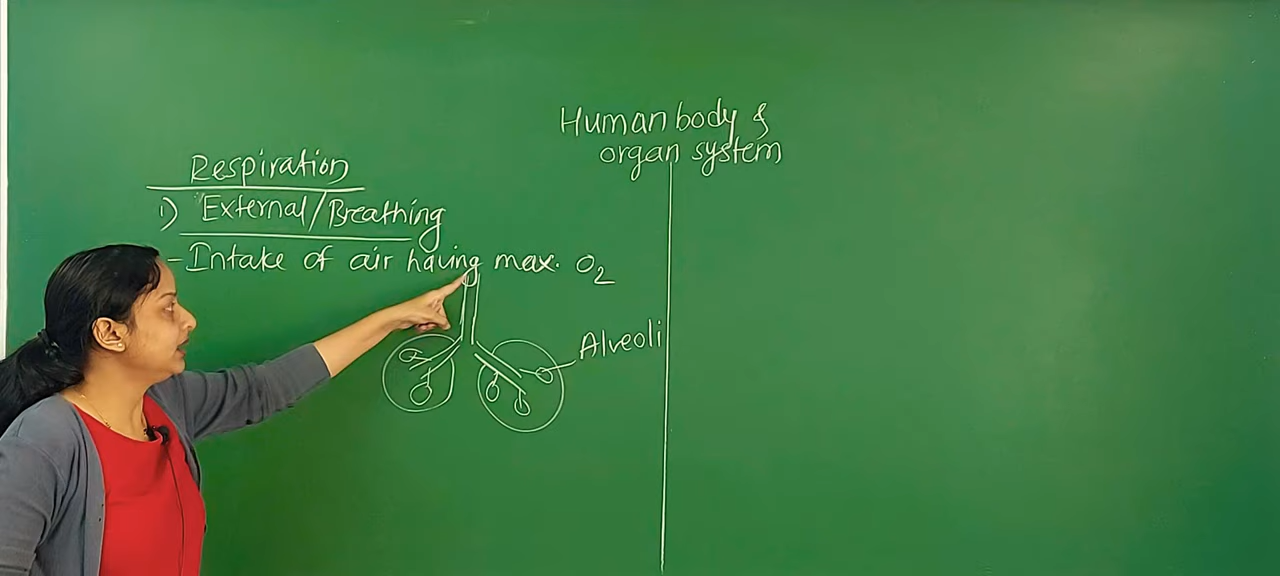 Human body &
organ system
Respiration
1) External/Breathing
- Intake of air having max. O₂
Alveoli